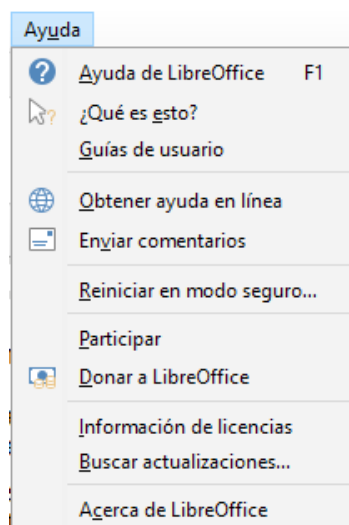 Ayuda
Ayuda de LibreOffice F1
¿Qué es esto?
Guías de usuario
Obtener ayuda en línea
Enviar comentarios
Reiniciar en modo seguro...
Participar
Donar a LibreOffice
Información de licencias
Buscar actualizaciones...
Acerca de LibreOffice